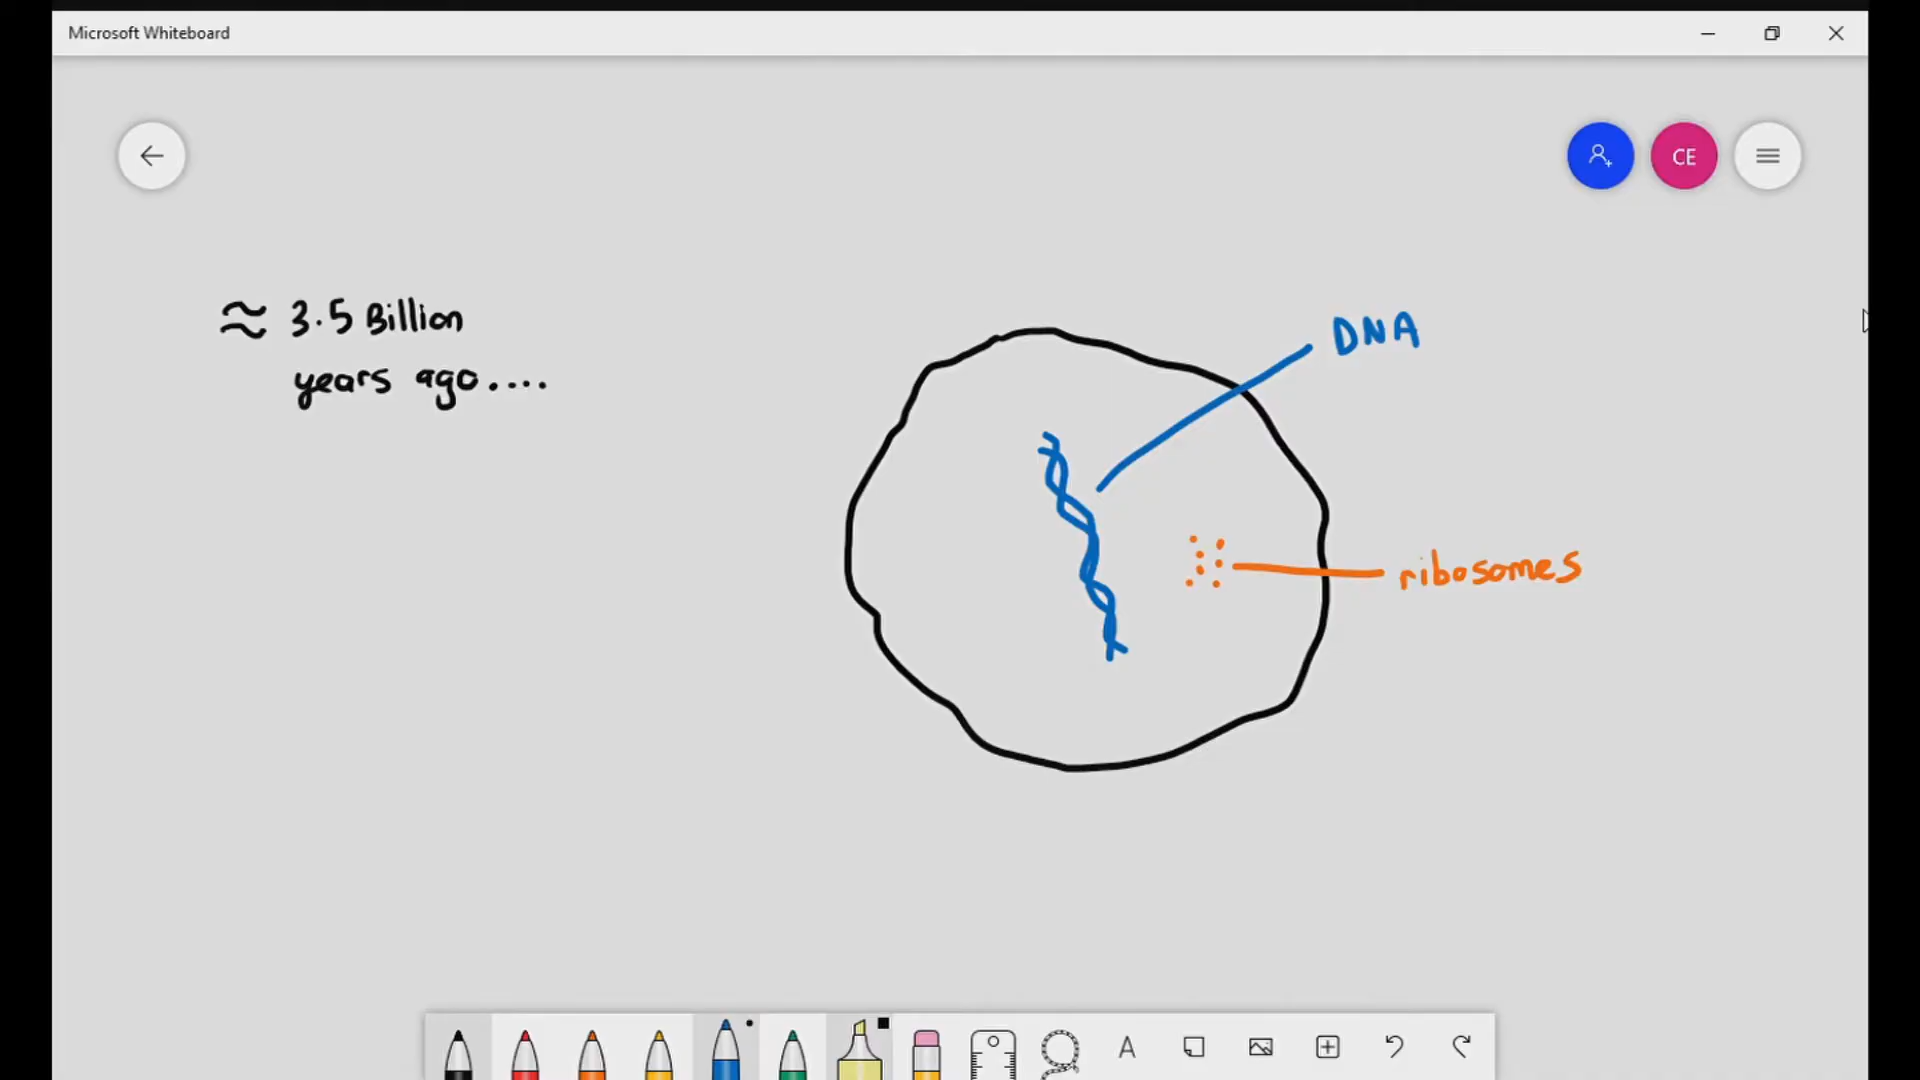 Microsoft Whiteboard
CE
≈ 3.5 Billion
years ago....
DNA
ribosomes
A